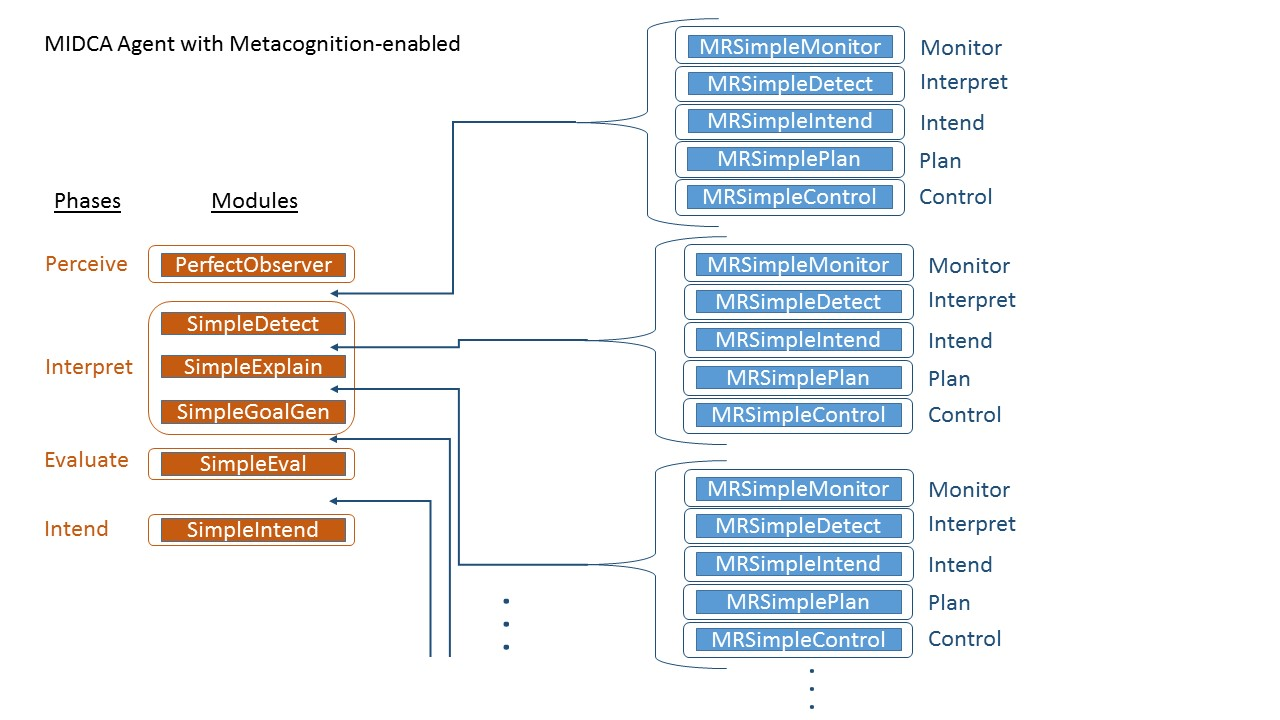 MIDCA Agent with Metacognition-enabled
Phases Modules
Perceive PerfectObserver
SimpleDetect
Interpret SimpleExplain
SimpleGoalGen
Evaluate SimpleEval
Intend SimpleIntend
MRSimpleMonitor Monitor
MRSimpleDetect Interpret
MRSimpleIntend Intend
MRSimplePlan Plan
MRSimpleControl Control
MRSimpleMonitor Monitor
MRSimpleDetect Interpret
MRSimpleIntend Intend
MRSimplePlan Plan
MRSimpleControl Control
MRSimpleMonitor Monitor
MRSimpleDetect Interpret
MRSimpleIntend Intend
MRSimplePlan Plan
MRSimpleControl Control